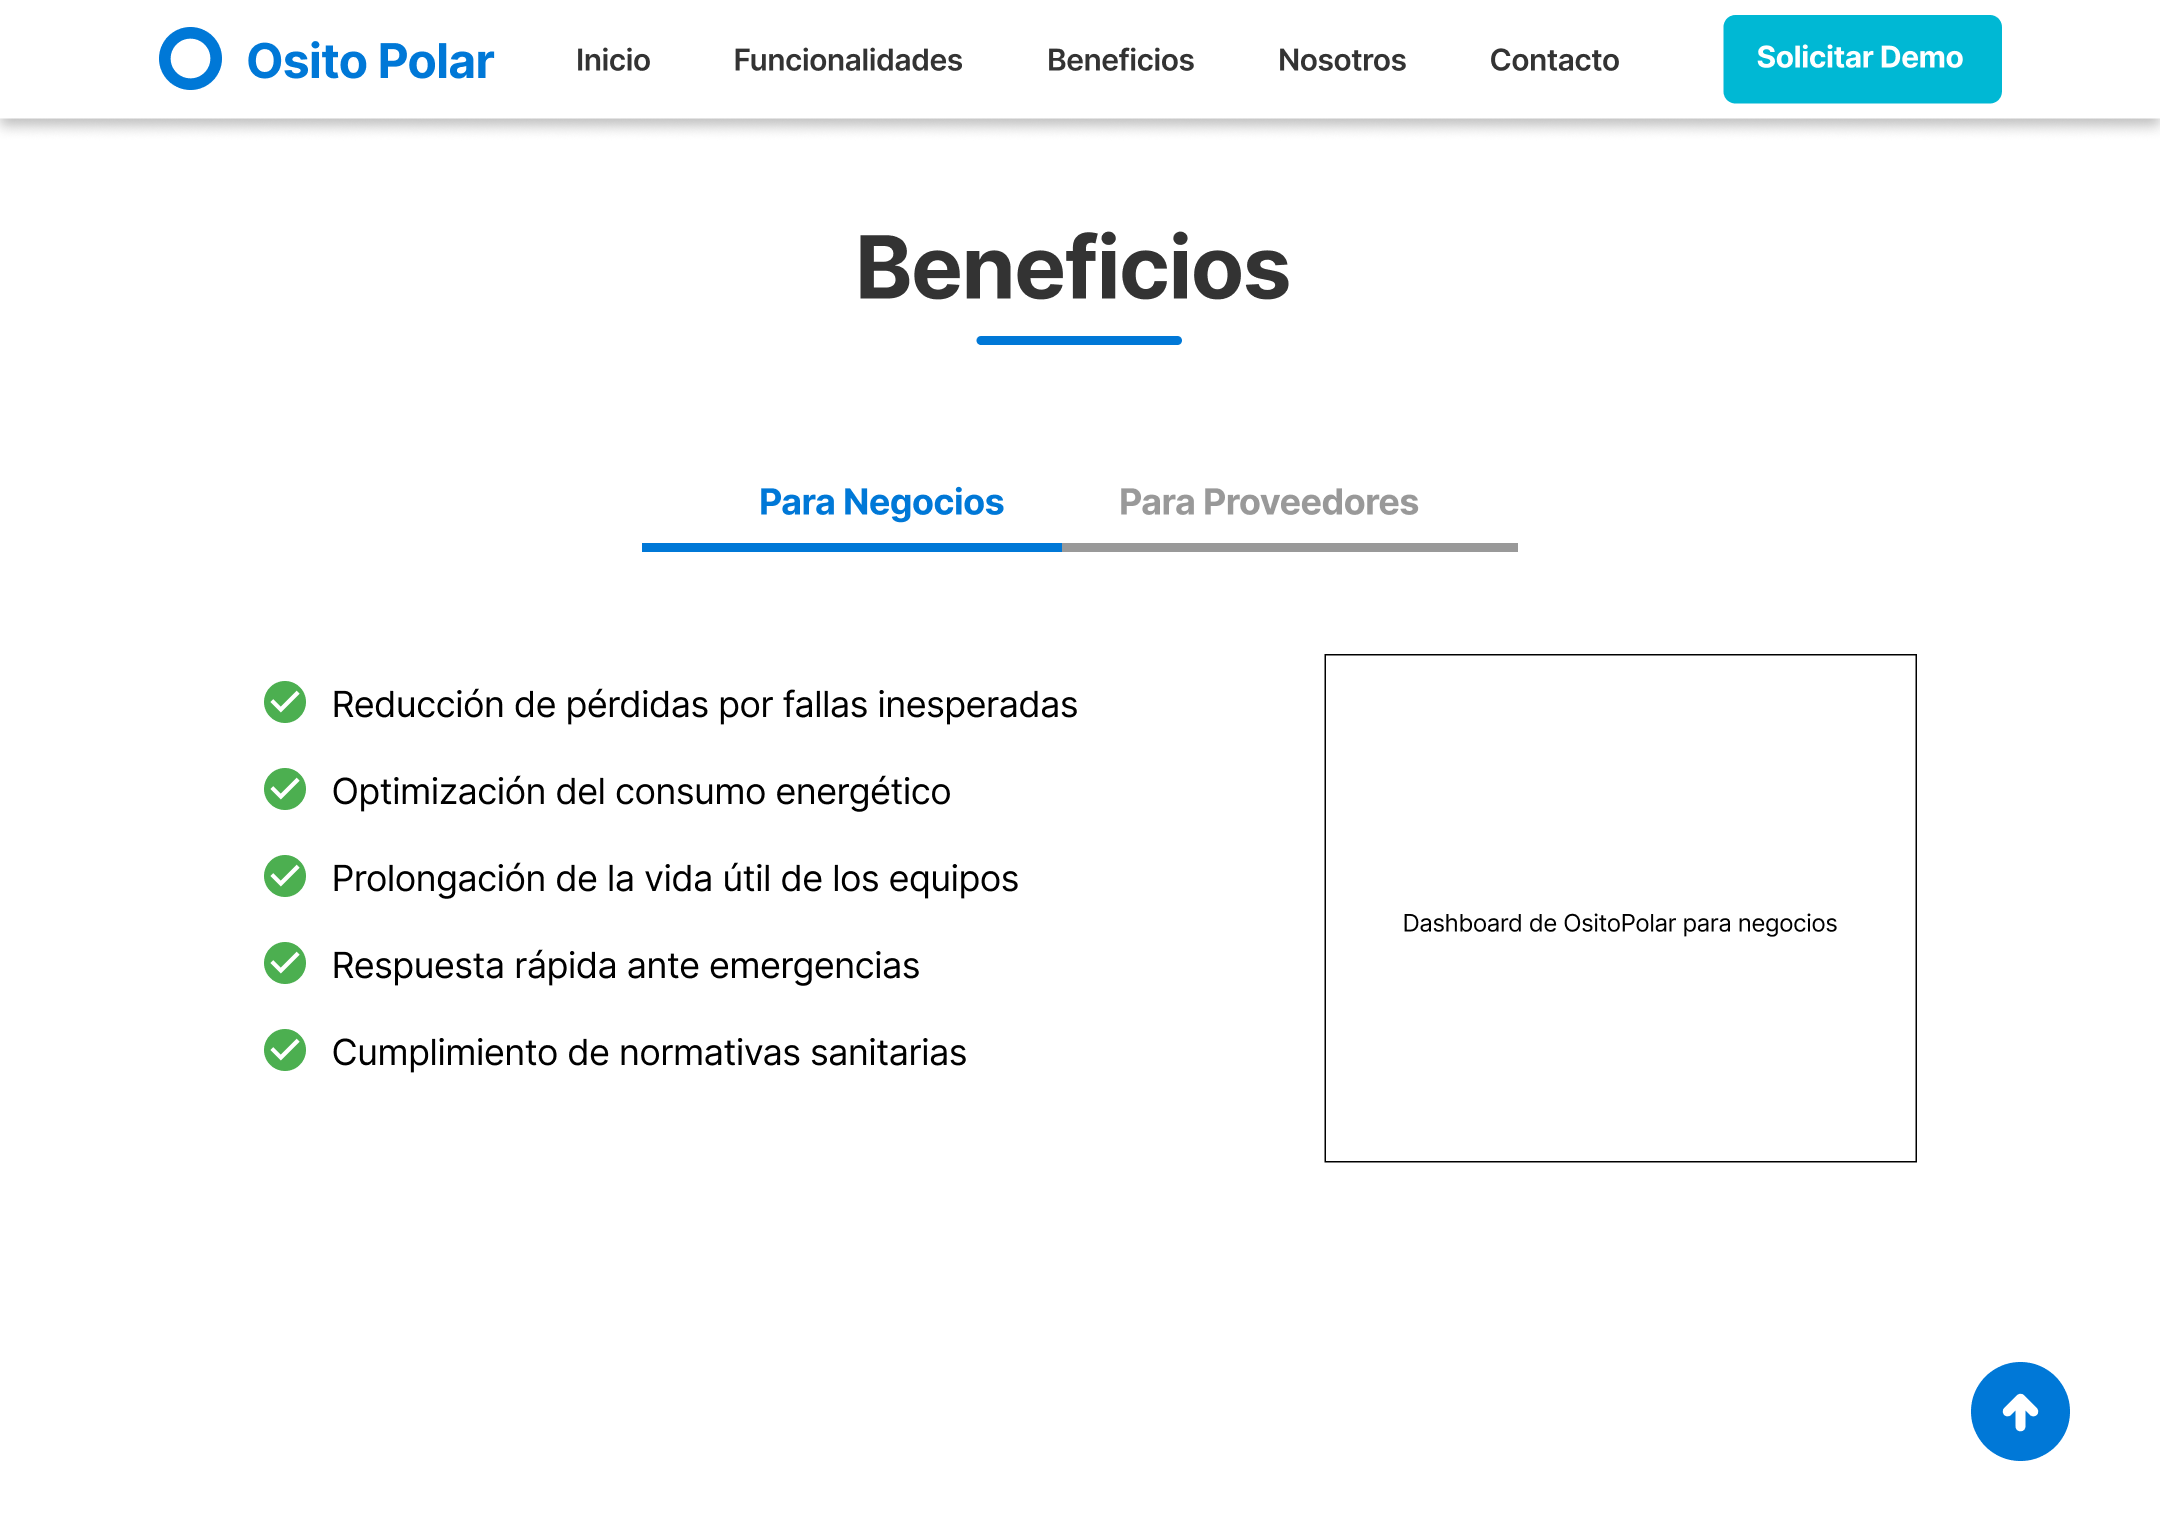 Osito Polar
Inicio
Funcionalidades
Beneficios
Nosotros
Contacto
Solicitar Demo
Beneficios
Para Negocios
Para Proveedores
Reducción de pérdidas por fallas inesperadas
Optimización del consumo energético
Prolongación de la vida útil de los equipos
Respuesta rápida ante emergencias
Cumplimiento de normativas sanitarias
Dashboard de OsitoPolar para negocios